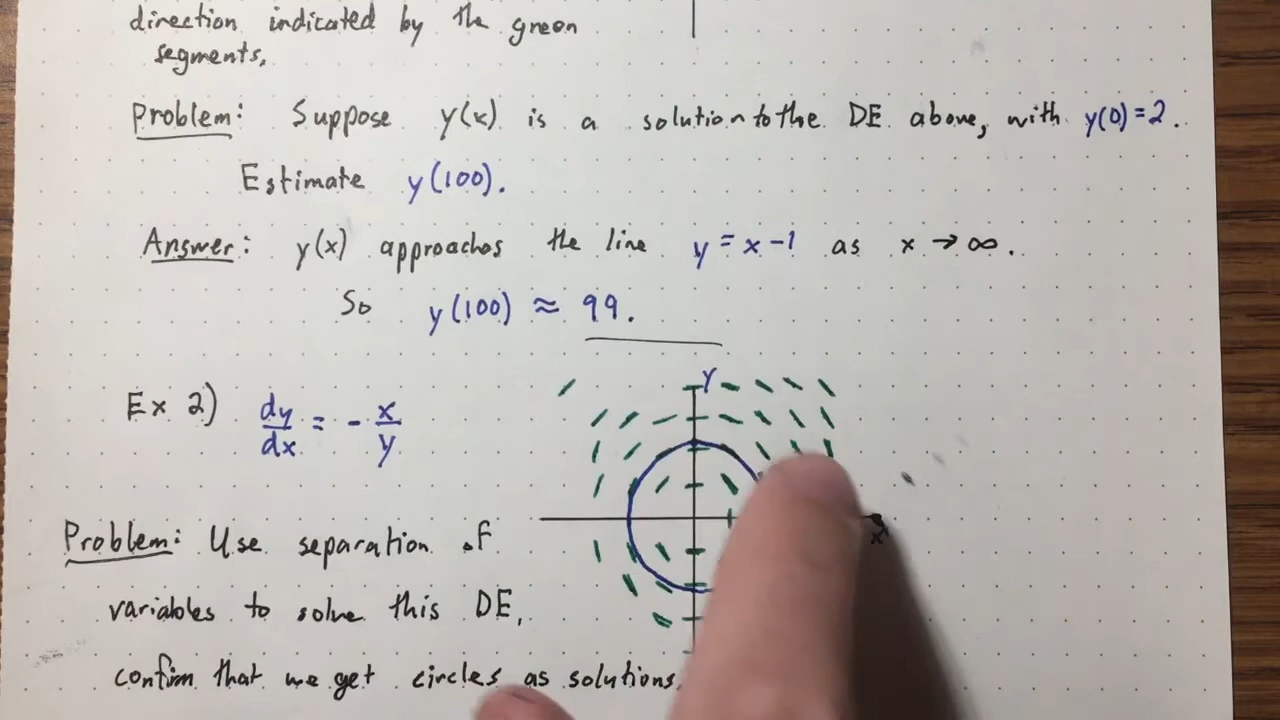 direction indicated by the green
segments.
Problem: Suppose y(x) is a solution to the DE above, with y(0) = 2.
Estimate y(100).
Answer: y(x) approaches the line y = x - 1 as x → ∞.
So y(100) ≈ 99.
Ex 2) dy/dx = - x/y
y
x
Problem: Use separation of
variables to solve this DE,
confirm that we get circles as solutions.